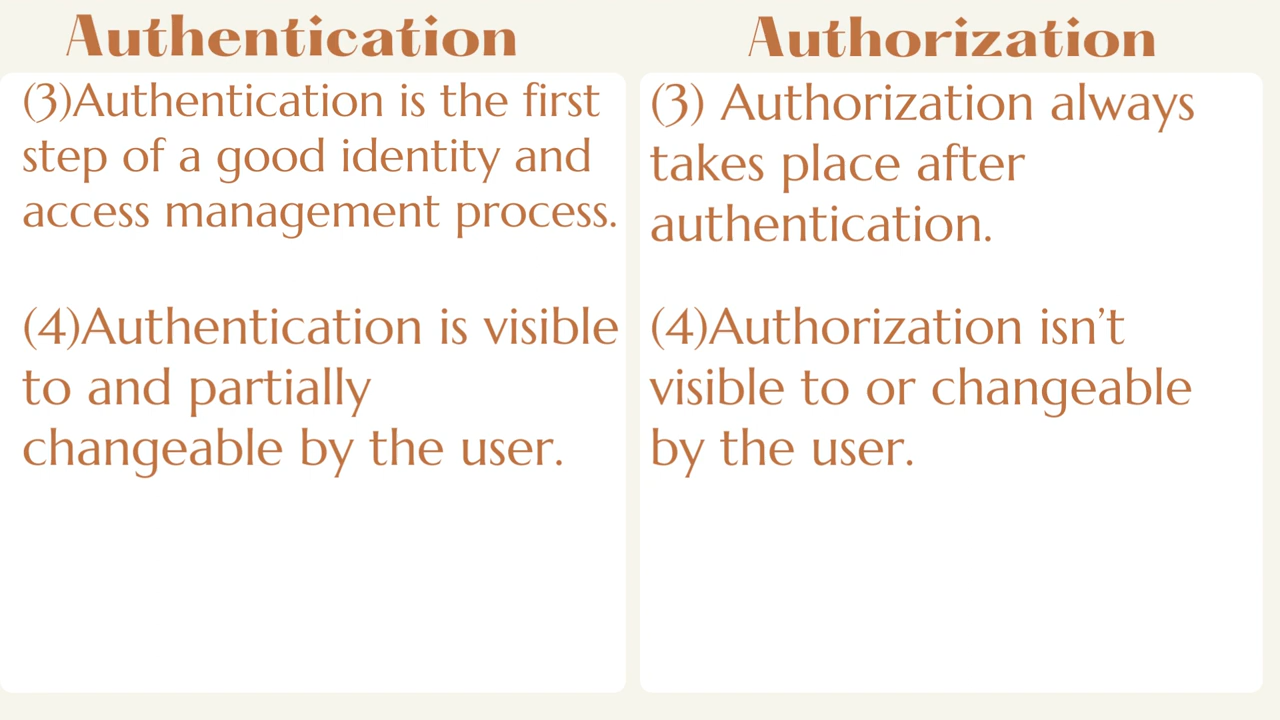 Authentication
(3)Authentication is the first
step of a good identity and
access management process.
(4)Authentication is visible
to and partially
changeable by the user.
Authorization
(3) Authorization always
takes place after
authentication.
(4)Authorization isn’t
visible to or changeable
by the user.